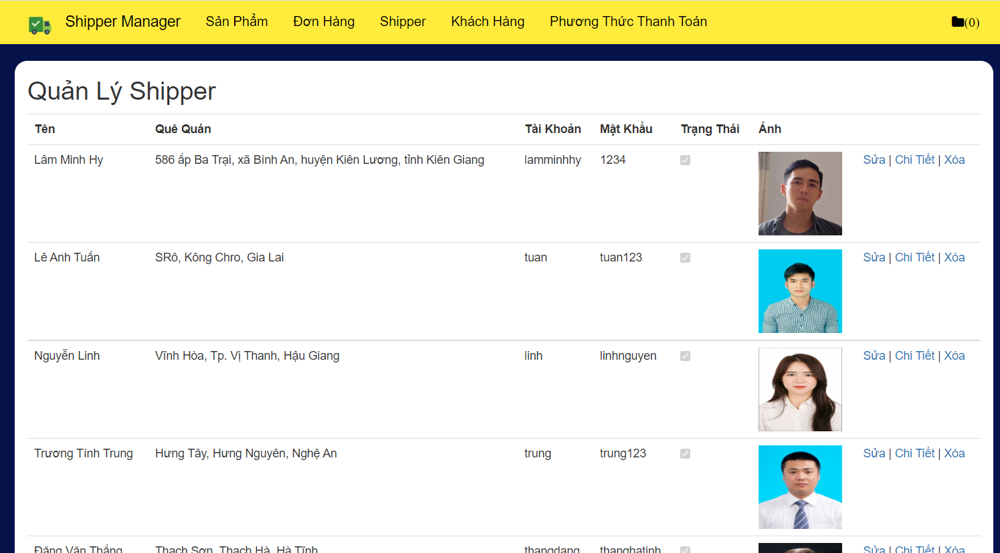 Shipper Manager Sản Phẩm Đơn Hàng Shipper Khách Hàng Phương Thức Thanh Toán (0)
Quản Lý Shipper
Tên Quê Quán Tài Khoản Mật Khẩu Trạng Thái Ảnh
Lâm Minh Hy 586 ấp Ba Trại, xã Bình An, huyện Kiên Lương, tỉnh Kiên Giang lamminhhy 1234 Sửa | Chi Tiết | Xóa
Lê Anh Tuấn SRô, Kông Chro, Gia Lai tuan tuan123 Sửa | Chi Tiết | Xóa
Nguyễn Linh Vĩnh Hòa, Tp. Vị Thanh, Hậu Giang linh linhnguyen Sửa | Chi Tiết | Xóa
Trương Tính Trung Hưng Tây, Hưng Nguyên, Nghệ An trung trung123 Sửa | Chi Tiết | Xóa
Đặng Văn Thắng Thạch Sơn, Thạch Hà, Hà Tĩnh thangdang thanghatinh Sửa | Chi Tiết | Xóa